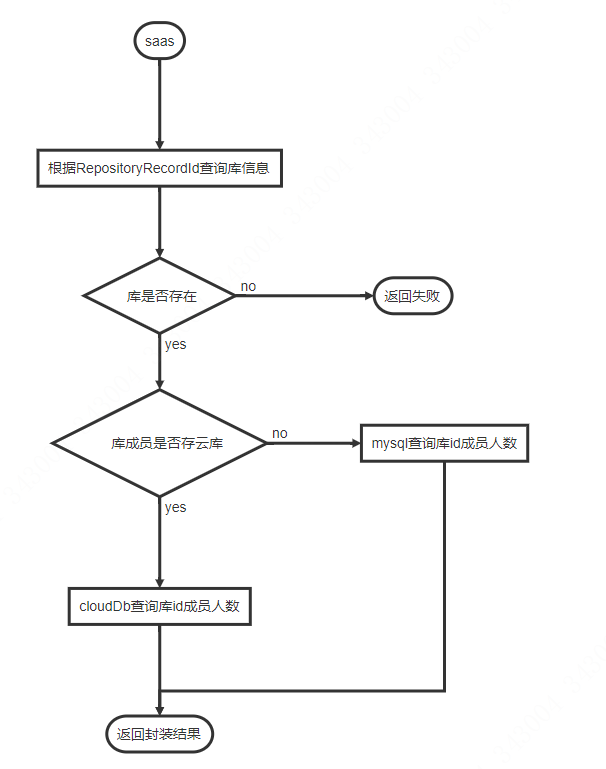 saas
根据RepositoryRecordId查询库信息
库是否存在
no
返回失败
yes
库成员是否存云库
no
mysql查询库id成员人数
yes
cloudDb查询库id成员人数
返回封装结果